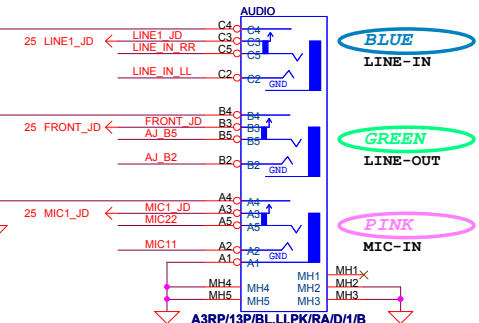 AUDIO
C4 C4
25 LINE1_JD LINE1_JD C3 C3
LINE_IN_RR C5 C5
BLUE
LINE-IN
LINE_IN_LL C2 C2
GND
B4 B4
25 FRONT_JD FRONT_JD B3 B3
AJ_B5 B5 B5
GREEN
LINE-OUT
AJ_B2 B2 B2
GND
A4 A4
25 MIC1_JD MIC1_JD A3 A3
MIC22 A5 A5
PINK
MIC-IN
MIC11 A2 A2
GND
A1 A1
MH1 MH1
MH4 MH4 MH2 MH2
MH5 MH5 MH3 MH3
A3RP/13P/BL,LI,PK/RA/D/1/B